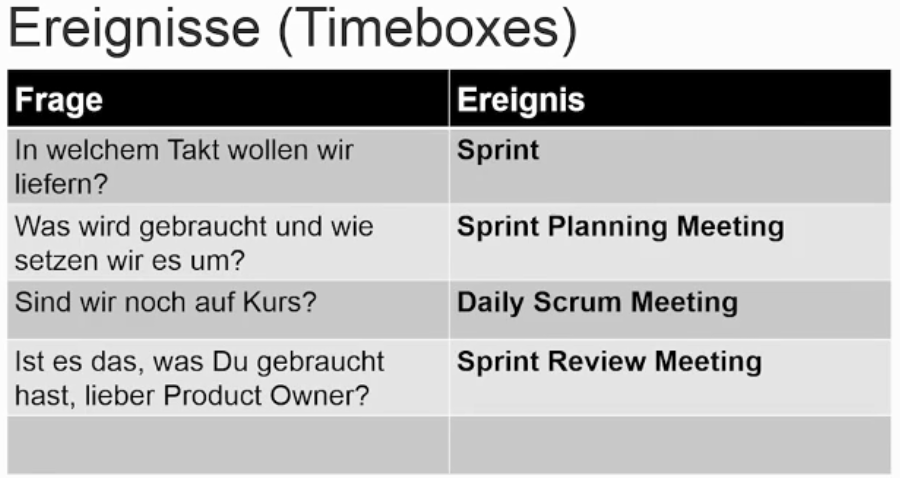 Ereignisse (Timeboxes)
Frage
Ereignis
In welchem Takt wollen wir
liefern?
Sprint
Was wird gebraucht und wie
setzen wir es um?
Sprint Planning Meeting
Sind wir noch auf Kurs?
Daily Scrum Meeting
Ist es das, was Du gebraucht
hast, lieber Product Owner?
Sprint Review Meeting